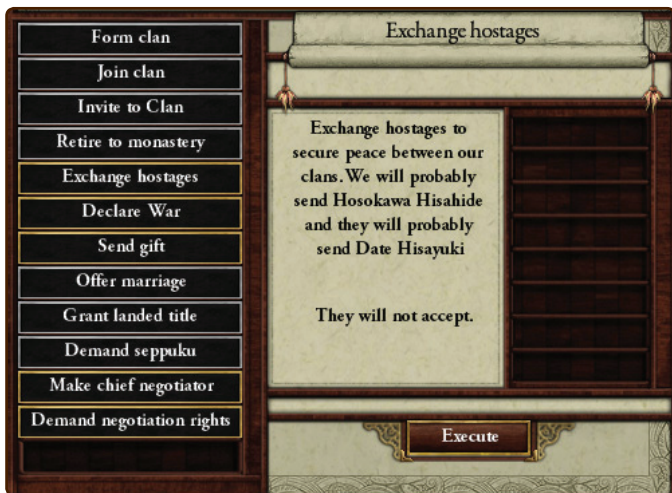 Form clan
Join clan
Invite to Clan
Retire to monastery
Exchange hostages
Declare War
Send gift
Offer marriage
Grant landed title
Demand seppuku
Make chief negotiator
Demand negotiation rights
Exchange hostages
Exchange hostages to
secure peace between our
clans.We will probably
send Hosokawa Hisahide
and they will probably
send Date Hisayuki
They will not accept.
Execute